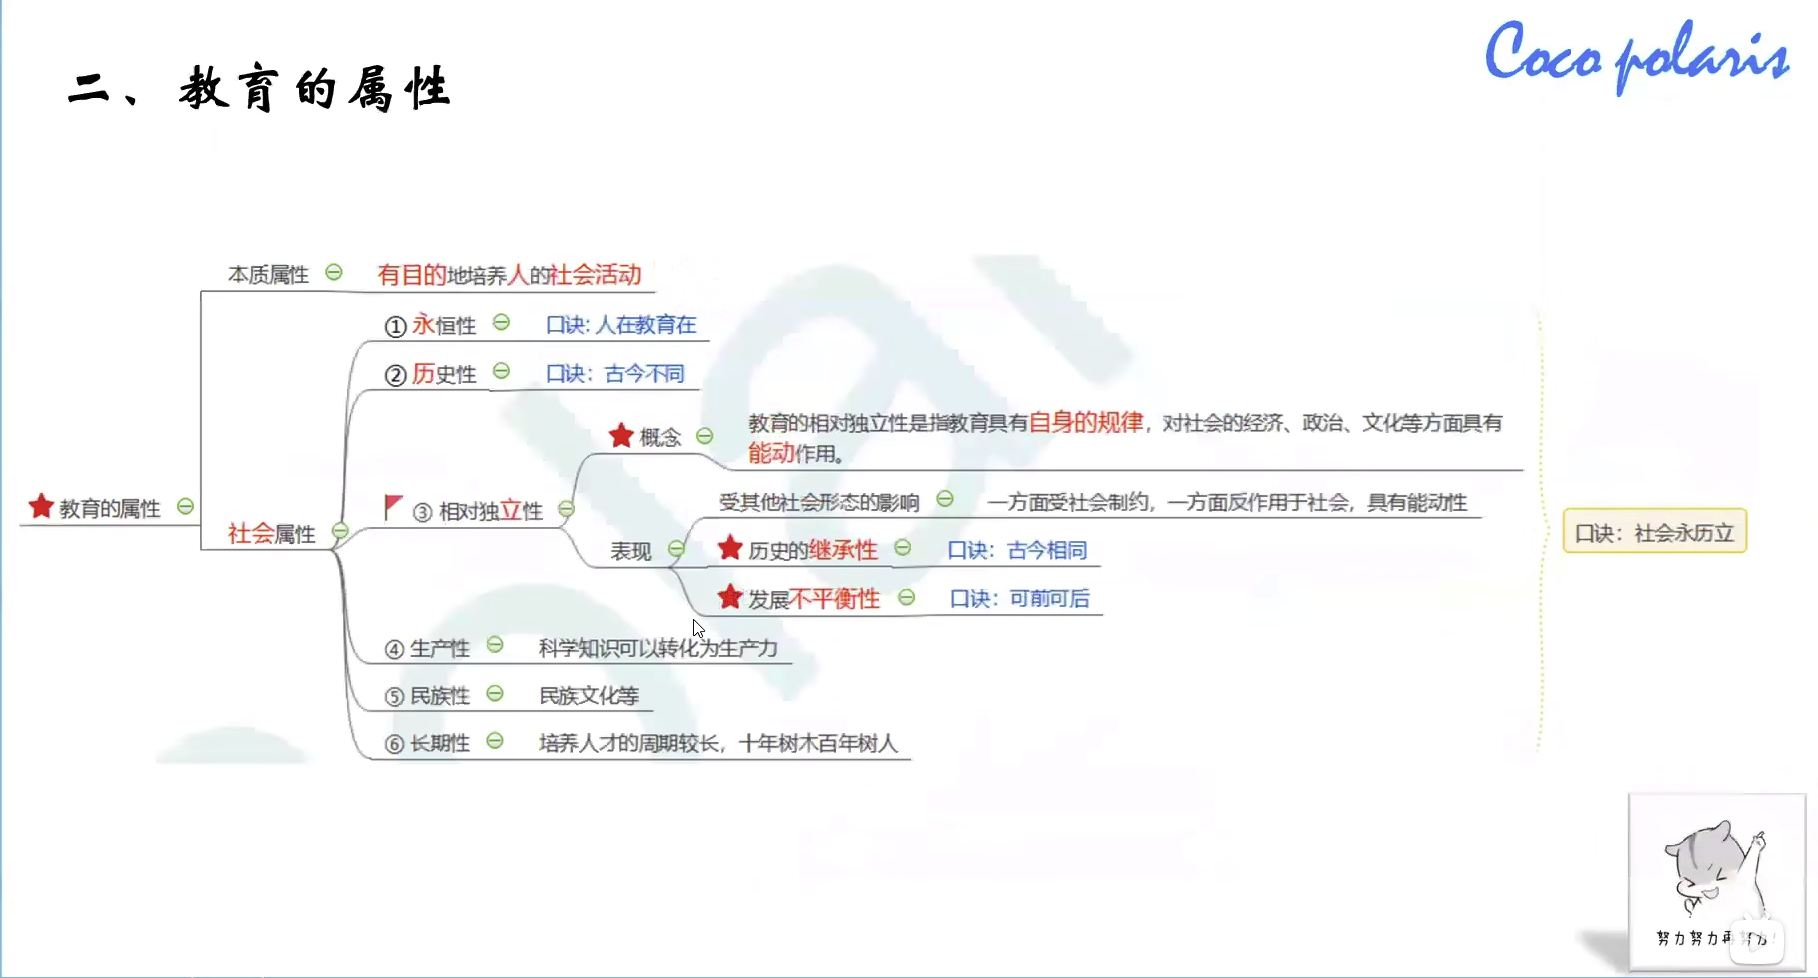 Coco polaris
二、教育的属性
本质属性 有目的地培养人的社会活动
① 永恒性 口诀: 人在教育在
② 历史性 口诀：古今不同
教育的相对独立性是指教育具有自身的规律，对社会的经济、政治、文化等方面具有
概念
能动作用。
受其他社会形态的影响 一方面受社会制约，一方面反作用于社会，具有能动性
教育的属性
③ 相对独立性
社会属性
口诀：社会永历立
表现
历史的继承性 口诀：古今相同
发展不平衡性 口诀：可前可后
④ 生产性 科学知识可以转化为生产力
⑤ 民族性 民族文化等
⑥ 长期性 培养人才的周期较长，十年树木百年树人
努力努力再努力!